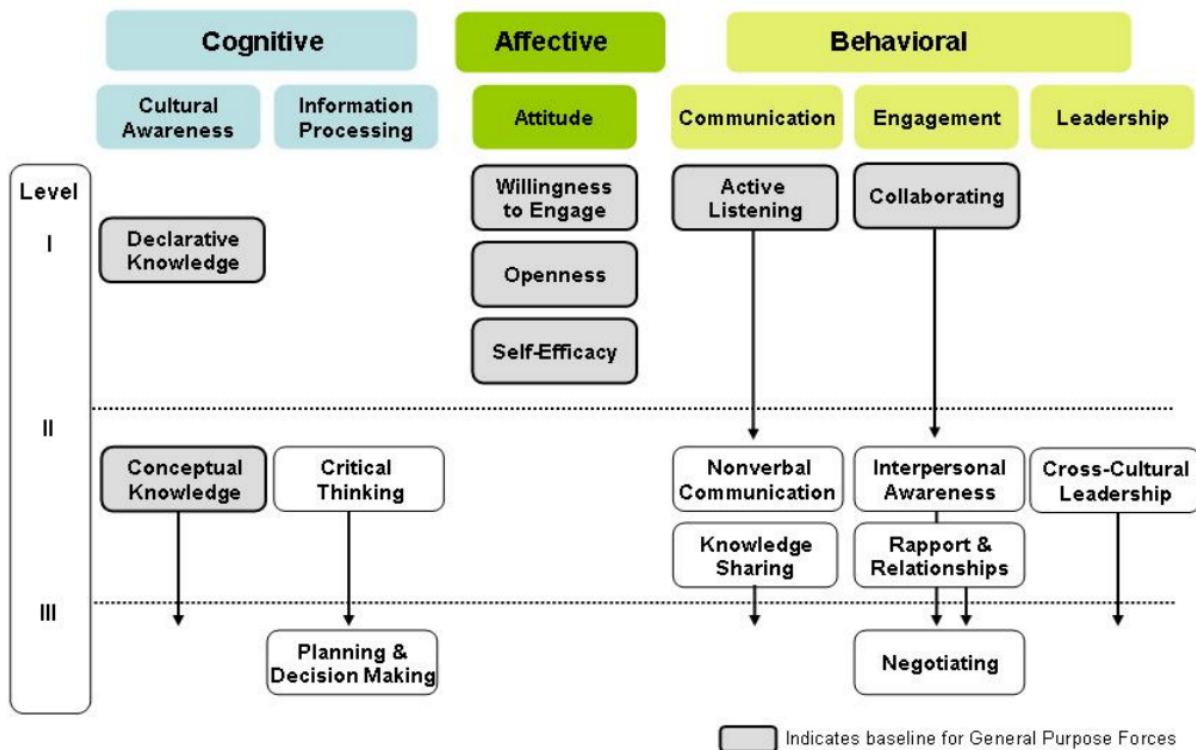 Cognitive
Affective
Behavioral
Cultural
Awareness
Information
Processing
Attitude
Communication
Engagement
Leadership
Level
I
II
III
Declarative
Knowledge
Willingness
to Engage
Openness
Self-Efficacy
Active
Listening
Collaborating
Conceptual
Knowledge
Critical
Thinking
Nonverbal
Communication
Interpersonal
Awareness
Cross-Cultural
Leadership
Knowledge
Sharing
Rapport &
Relationships
Planning &
Decision Making
Negotiating
Indicates baseline for General Purpose Forces